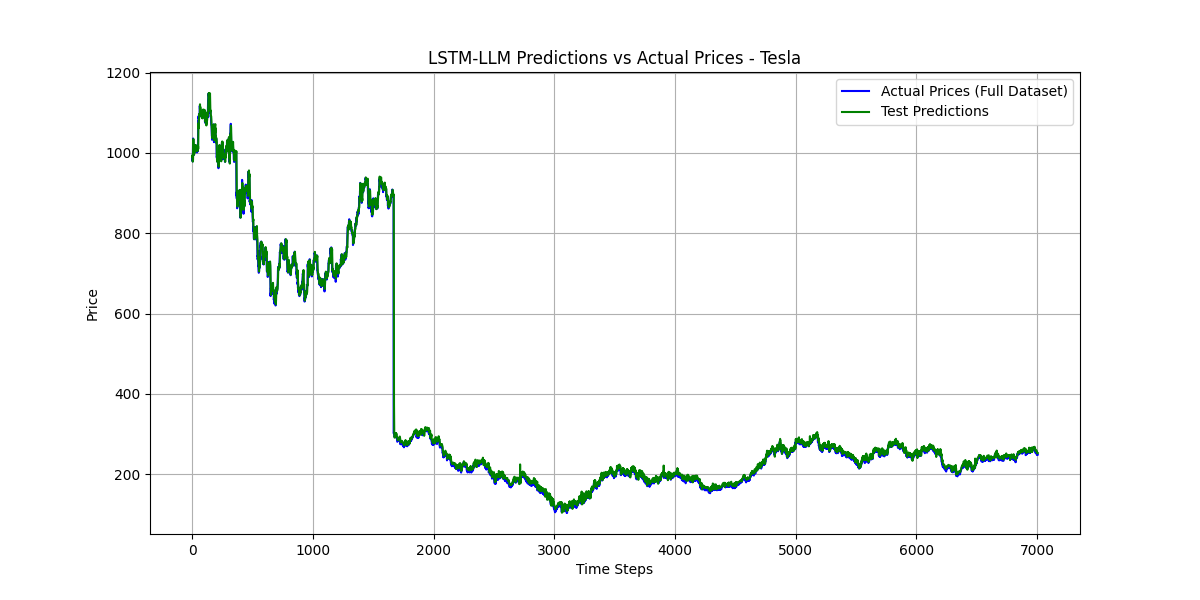 LSTM-LLM Predictions vs Actual Prices - Tesla
Actual Prices (Full Dataset)
Test Predictions
Price
1200
1000
800
600
400
200
0 1000 2000 3000 4000 5000 6000 7000
Time Steps